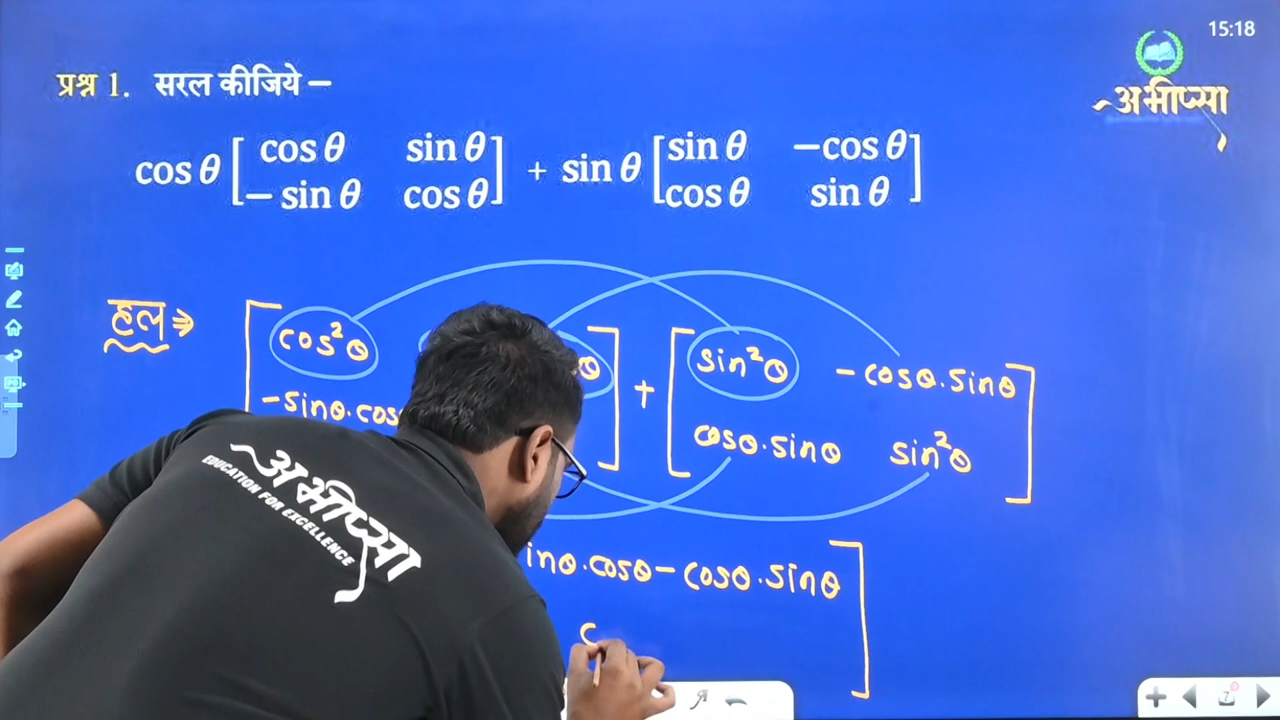 15:18
अभीप्सा
प्रश्न 1. सरल कीजिये –
cos θ [cos θ sin θ] + sin θ [sin θ −cos θ]
[− sin θ cos θ] [cos θ sin θ]
हल ⇒
[cos²θ θ] + [sin²θ −cosθ.sinθ]
−sinθ.cos cosθ.sinθ sin²θ
अभीप्सा
EDUCATION FOR EXCELLENCE
inθ.cosθ − cosθ.sinθ]
7